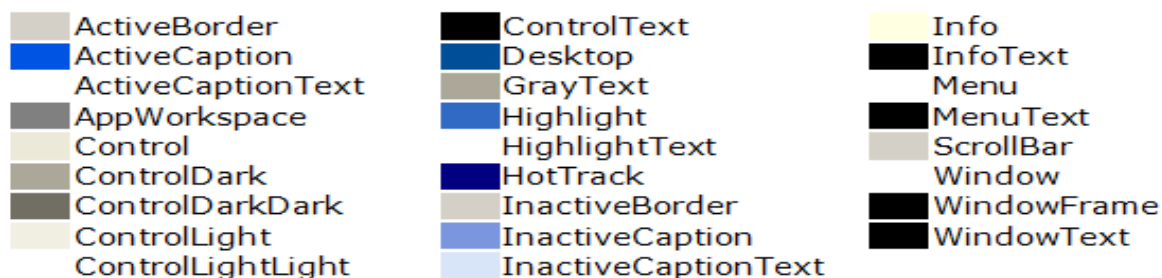 ActiveBorder
ActiveCaption
ActiveCaptionText
AppWorkspace
Control
ControlDark
ControlDarkDark
ControlLight
ControlLightLight
ControlText
Desktop
GrayText
Highlight
HighlightText
HotTrack
InactiveBorder
InactiveCaption
InactiveCaptionText
Info
InfoText
Menu
MenuText
ScrollBar
Window
WindowFrame
WindowText